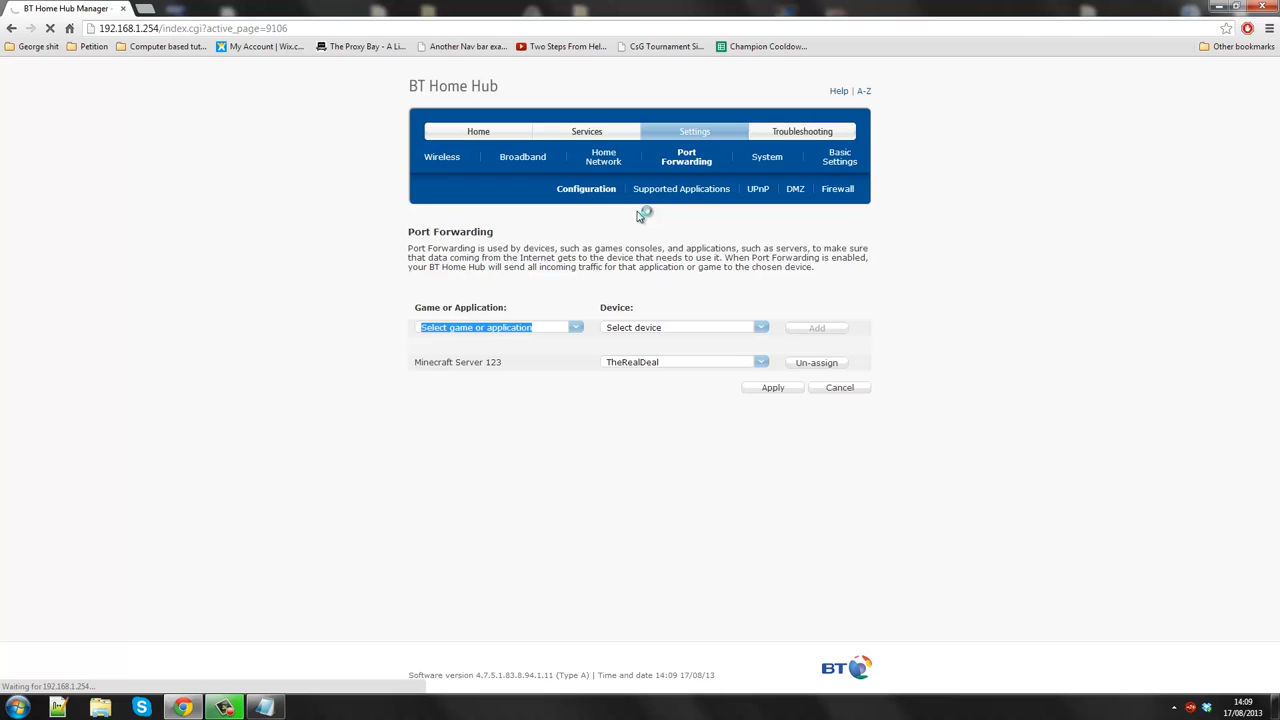 BT Home Hub Manager -
192.168.1.254/index.cgi?active_page=9106
George shit
Petition
Computer based tut...
My Account | Wix.c...
The Proxy Bay - A Li...
Another Nav bar exa...
Two Steps From Hel...
CsG Tournament Si...
Champion Cooldow...
Other bookmarks
BT Home Hub
Help | A-Z
Home
Services
Settings
Troubleshooting
Wireless
Broadband
Home Network
Port Forwarding
System
Basic Settings
Configuration
Supported Applications
UPnP
DMZ
Firewall
Port Forwarding
Port Forwarding is used by devices, such as games consoles, and applications, such as servers, to make sure
that data coming from the Internet gets to the device that needs to use it. When Port Forwarding is enabled,
your BT Home Hub will send all incoming traffic for that application or game to the chosen device.
Game or Application:
Device:
Select game or application
Select device
Add
Minecraft Server 123
TheRealDeal
Un-assign
Apply
Cancel
BT
Software version 4.7.5.1.83.8.94.1.11 (Type A) | Time and date 14:09 17/08/13
Waiting for 192.168.1.254...
14:09
17/08/2013